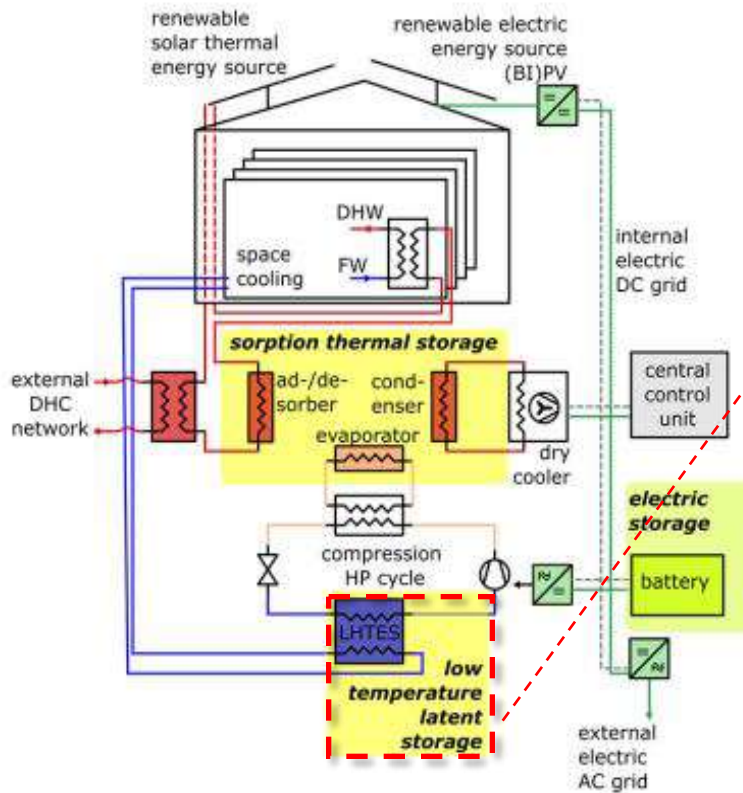 renewable
solar thermal
energy source
renewable electric
energy source
(BI)PV
DHW
FW
space
cooling
internal
electric
DC grid
sorption thermal storage
external
DHC
network
ad-/de-
sorber
cond-
enser
evaporator
dry
cooler
central
control
unit
compression
HP cycle
electric
storage
battery
LHTES
low
temperature
latent
storage
external
electric
AC grid